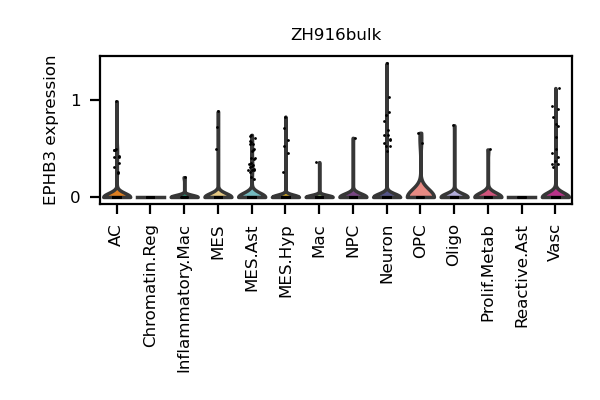 ZH916bulk
EPHB3 expression
1
0
AC
Chromatin.Reg
Inflammatory.Mac
MES
MES.Ast
MES.Hyp
Mac
NPC
Neuron
OPC
Oligo
Prolif.Metab
Reactive.Ast
Vasc